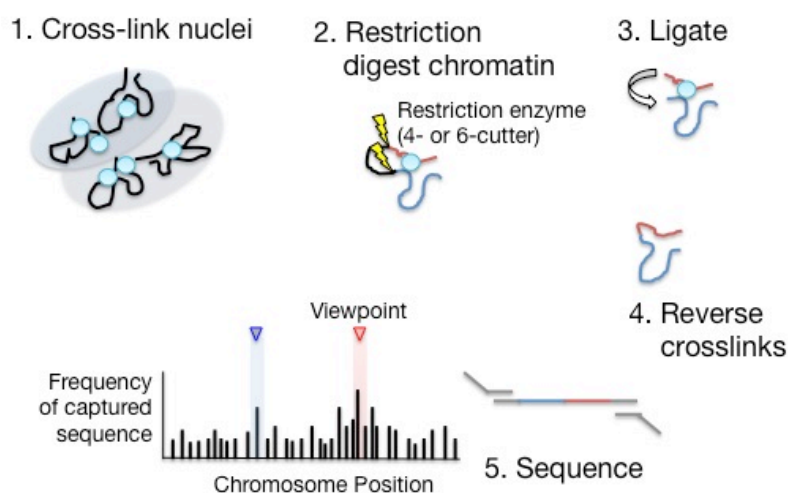 1. Cross-link nuclei
2. Restriction
digest chromatin
Restriction enzyme
(4- or 6-cutter)
3. Ligate
4. Reverse
crosslinks
5. Sequence
Viewpoint
Frequency
of captured
sequence
Chromosome Position